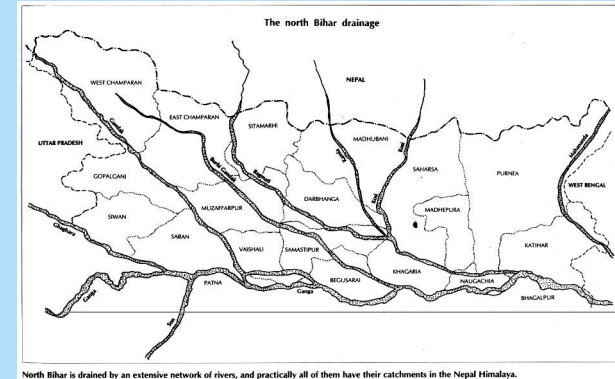 The north Bihar drainage
NEPAL
WEST CHAMPARAN
EAST CHAMPARAN
SITAMARHI
MADHUBANI
Gandak
Burhi Gandak
Bagmati
Kamla
Kosi
Mahananda
UTTAR PRADESH
SAHARSA
PURNEA
GOPALGANJ
WEST BENGAL
MUZAFFARPUR
DARBHANGA
Kosi
MADHEPURA
SIWAN
SARAN
Ghaghara
VAISHALI
SAMASTIPUR
KATIHAR
KHAGARIA
BEGUSARAI
NAUGACHIA
PATNA
Ganga
Ganga
BHAGALPUR
Son
North Bihar is drained by an extensive network of rivers, and practically all of them have their catchments in the Nepal Himalaya.